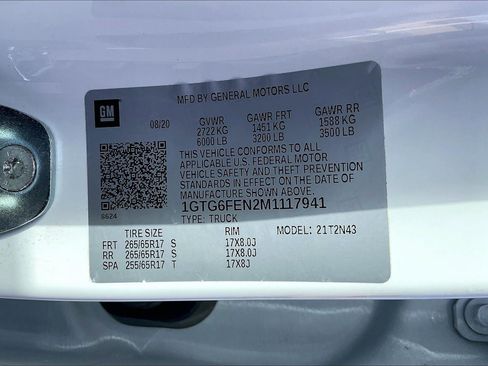 MFD BY GENERAL MOTORS LLC
GM
08/20 GVWR GAWR FRT GAWR RR
2722 KG 1451 KG 1588 KG
6000 LB 3200 LB 3500 LB
THIS VEHICLE CONFORMS TO ALL
APPLICABLE U.S. FEDERAL MOTOR
VEHICLE SAFETY AND THEFT PREVENTION
STANDARDS IN EFFECT ON THE DATE OF
MANUFACTURE SHOWN ABOVE.
6624
1GTG6FEN2M1117941
TYPE: TRUCK
TIRE SIZE RIM MODEL: 21T2N43
FRT 265/65R17 S 17X8.0J
RR 265/65R17 S 17X8.0J
SPA 255/65R17 T 17X8J